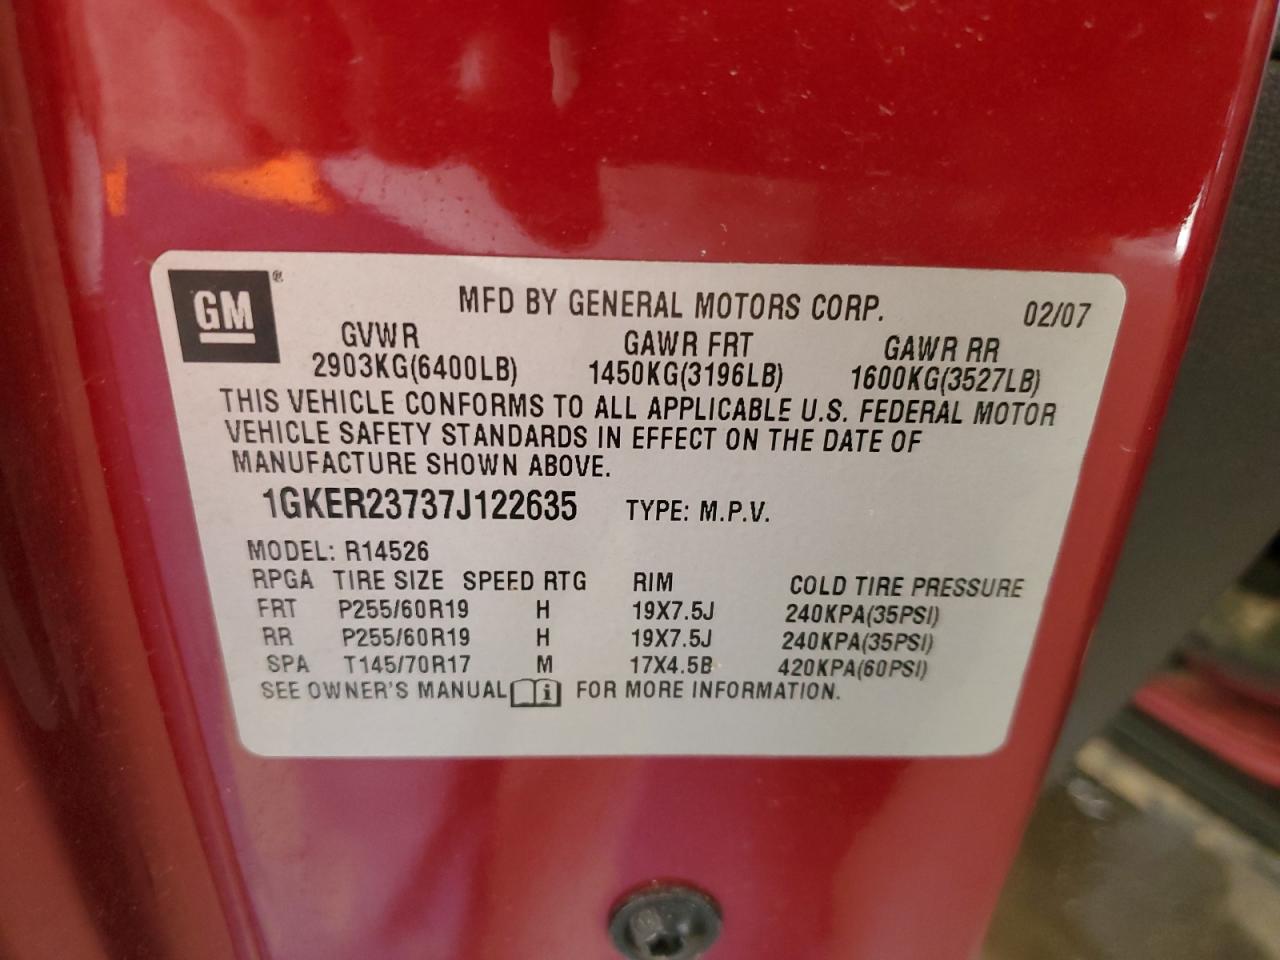 GM ®
MFD BY GENERAL MOTORS CORP. 02/07
GVWR GAWR FRT GAWR RR
2903KG(6400LB) 1450KG(3196LB) 1600KG(3527LB)
THIS VEHICLE CONFORMS TO ALL APPLICABLE U.S. FEDERAL MOTOR
VEHICLE SAFETY STANDARDS IN EFFECT ON THE DATE OF
MANUFACTURE SHOWN ABOVE.
1GKER23737J122635 TYPE: M.P.V.
MODEL: R14526
RPGA TIRE SIZE SPEED RTG RIM COLD TIRE PRESSURE
FRT P255/60R19 H 19X7.5J 240KPA(35PSI)
RR P255/60R19 H 19X7.5J 240KPA(35PSI)
SPA T145/70R17 M 17X4.5B 420KPA(60PSI)
SEE OWNER'S MANUAL i FOR MORE INFORMATION.